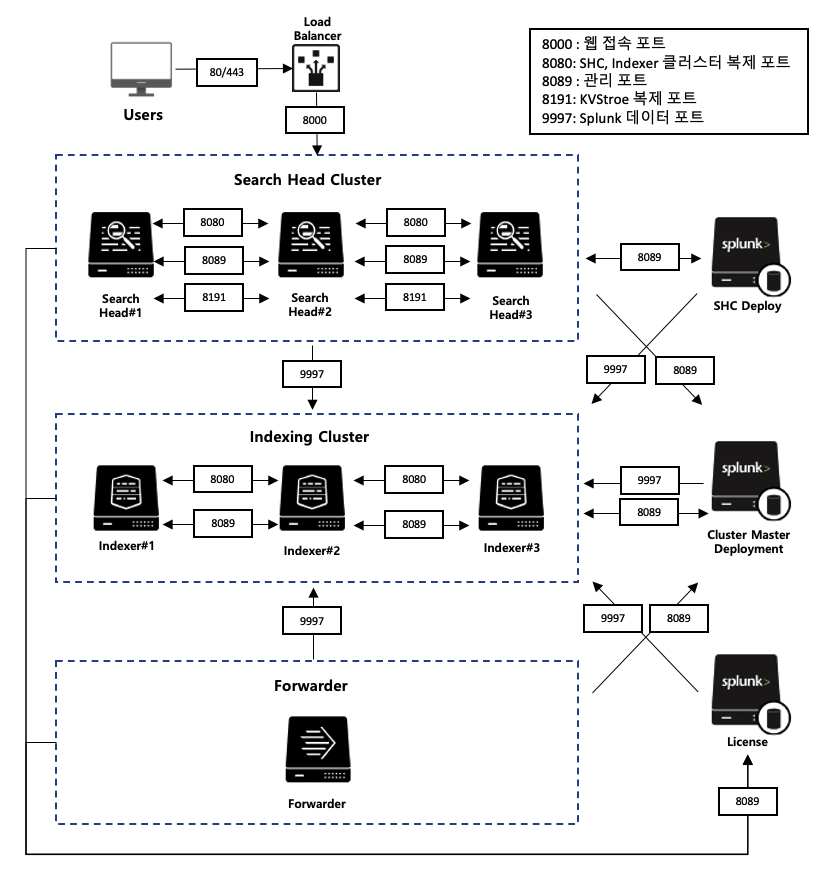 Load
Balancer
80/443
Users
8000
8000 : 웹 접속 포트
8080: SHC, Indexer 클러스터 복제 포트
8089 : 관리 포트
8191: KVStroe 복제 포트
9997: Splunk 데이터 포트
Search Head Cluster
8080
8080
8089
8089
8191
8191
Search
Head#1
Search
Head#2
Search
Head#3
8089
splunk>
SHC Deploy
9997
9997
8089
Indexing Cluster
8080
8080
8089
8089
Indexer#1
Indexer#2
Indexer#3
9997
8089
splunk>
Cluster Master
Deployment
9997
9997
8089
Forwarder
Forwarder
splunk>
License
8089